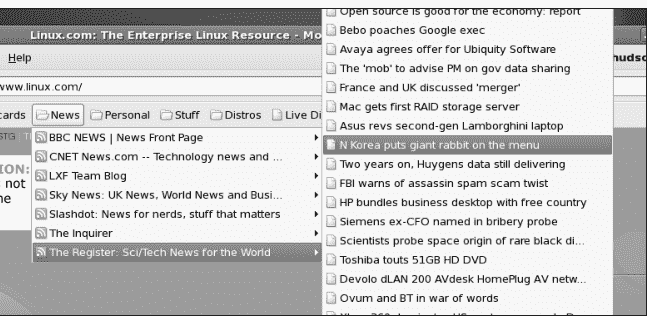 Open source is good for the economy: report
Linux.com: The Enterprise Linux Resource - Mo
Bebo poaches Google exec
Avaya agrees offer for Ubiquity Software
Help
hudso
The 'mob' to advise PM on gov data sharing
www.linux.com/
France and UK discussed 'merger'
Mac gets first RAID storage server
cards News Personal Stuff Distros Live Di
Asus revs second-gen Lamborghini laptop
STG
BBC NEWS | News Front Page
N Korea puts giant rabbit on the menu
CNET News.com -- Technology news and ...
Two years on, Huygens data still delivering
ION:
not
LXF Team Blog
FBI warns of assassin spam scam twist
ne
Sky News: UK News, World News and Busi...
HP bundles business desktop with free country
Slashdot: News for nerds, stuff that matters
Siemens ex-CFO named in bribery probe
The Inquirer
Scientists probe space origin of rare black di...
The Register: Sci/Tech News for the World
Toshiba touts 51GB HD DVD
Devolo dLAN 200 AVdesk HomePlug AV netw...
Ovum and BT in war of words